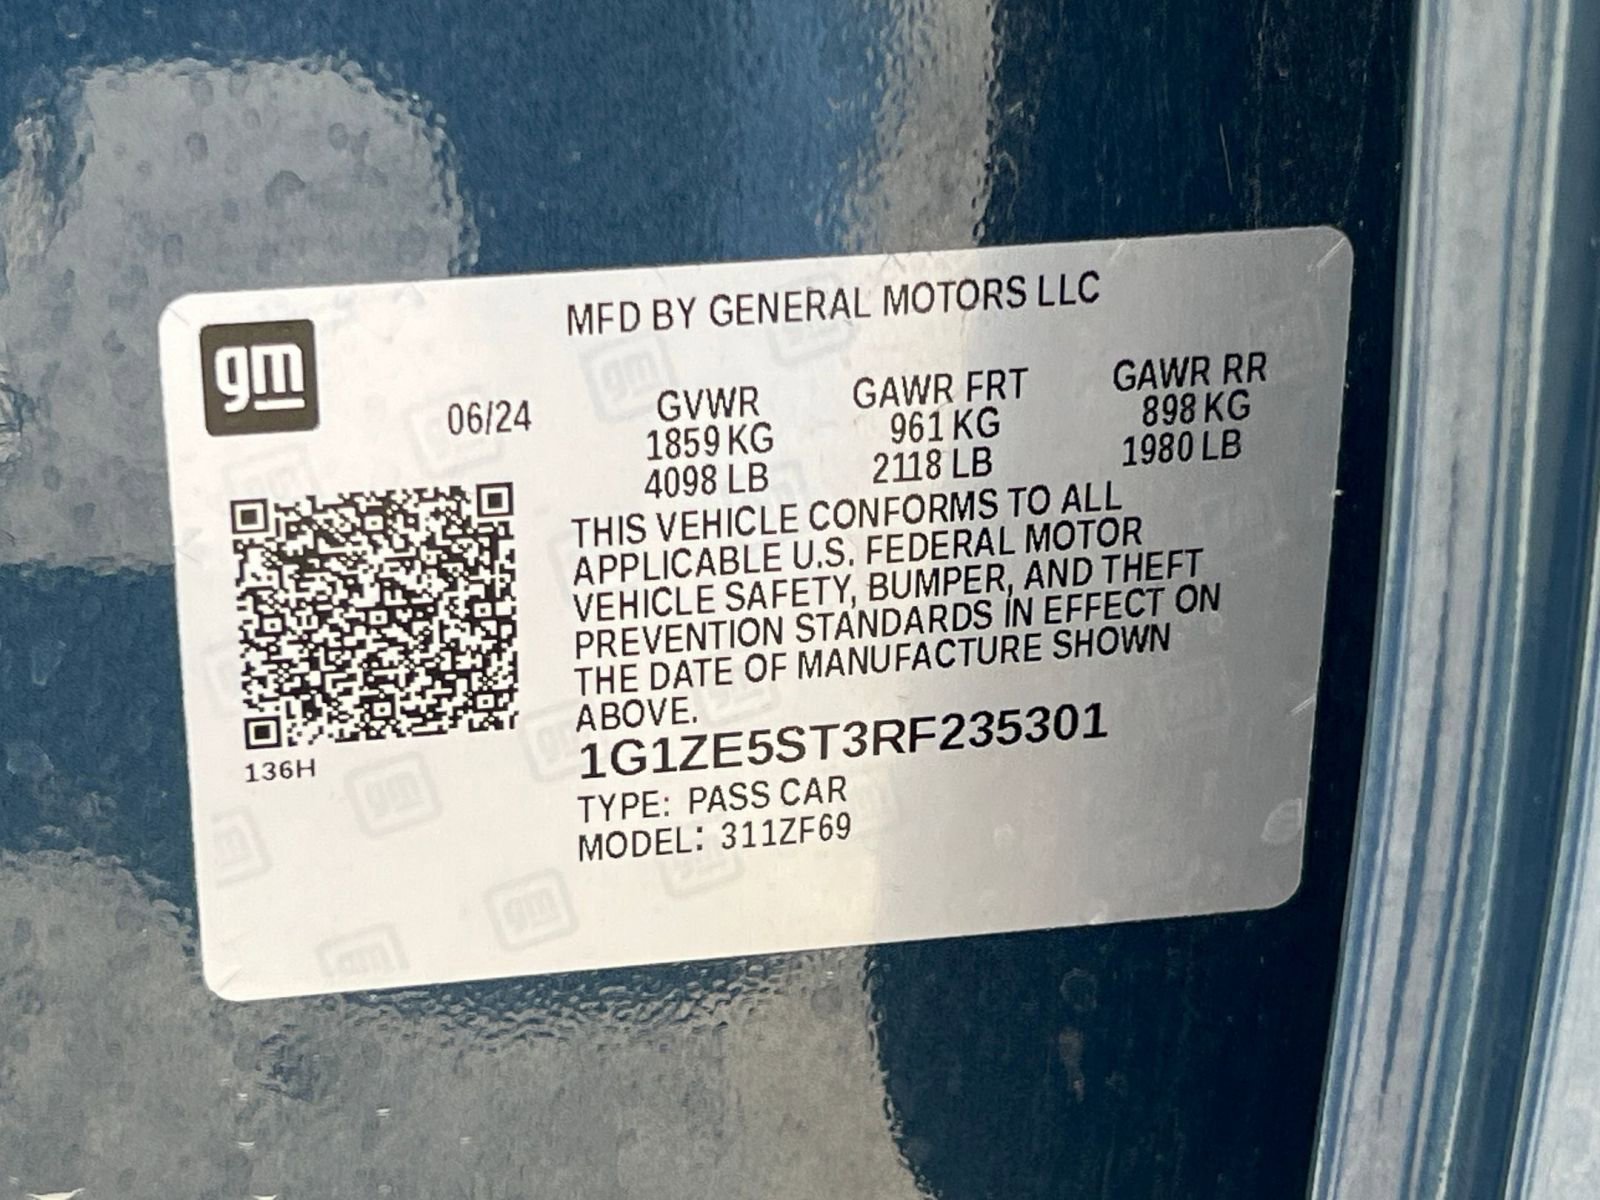 gm
MFD BY GENERAL MOTORS LLC
06/24
GVWR GAWR FRT GAWR RR
1859 KG 961 KG 898 KG
4098 LB 2118 LB 1980 LB
THIS VEHICLE CONFORMS TO ALL
APPLICABLE U.S. FEDERAL MOTOR
VEHICLE SAFETY, BUMPER, AND THEFT
PREVENTION STANDARDS IN EFFECT ON
THE DATE OF MANUFACTURE SHOWN
ABOVE.
1G1ZE5ST3RF235301
TYPE: PASS CAR
MODEL: 311ZF69
136H